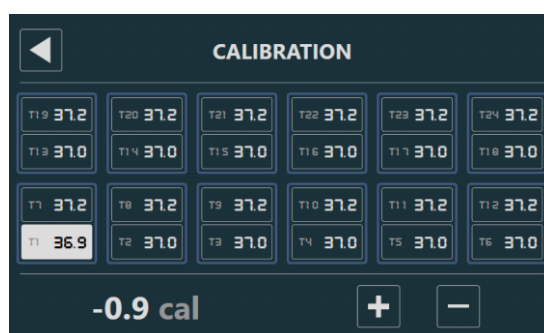 CALIBRATION
T19 37.2 T20 37.2 T21 37.2 T22 37.2 T23 37.2 T24 37.2
T13 37.0 T14 37.0 T15 37.0 T16 37.0 T17 37.0 T18 37.0
T7 37.2 T8 37.2 T9 37.2 T10 37.2 T11 37.2 T12 37.2
T1 36.9 T2 37.0 T3 37.0 T4 37.0 T5 37.0 T6 37.0
-0.9 cal + −